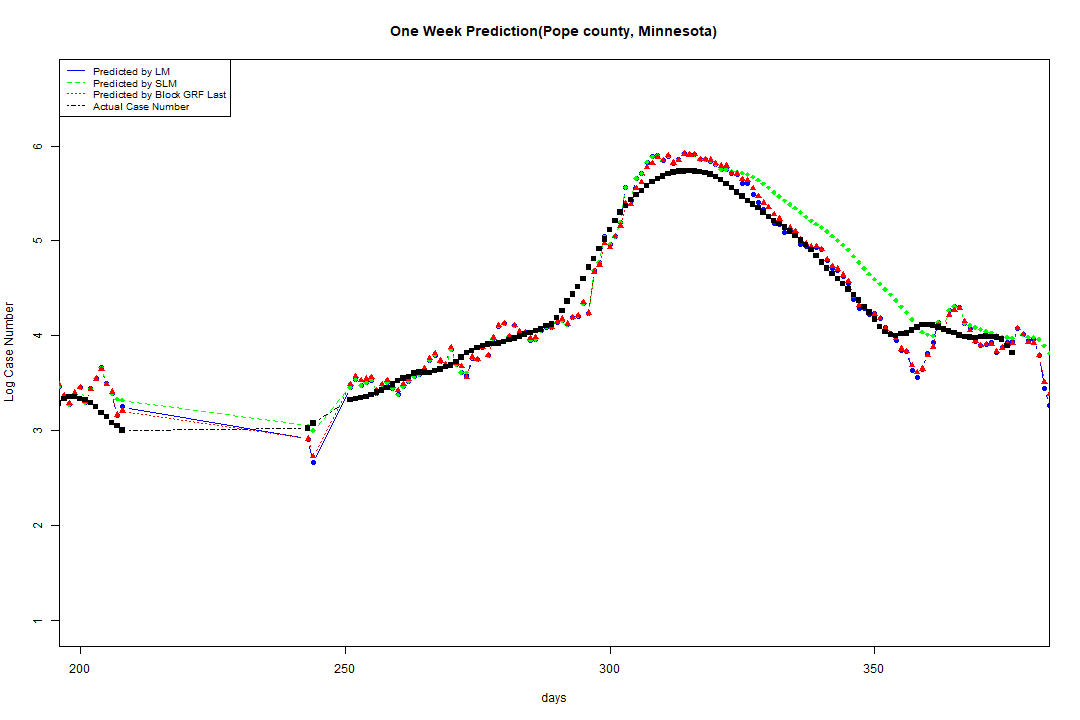 One Week Prediction(Pope county, Minnesota)
Predicted by LM
Predicted by SLM
Predicted by Block GRF Last
Actual Case Number
6
5
4
3
2
1
Log Case Number
200
250
300
350
days